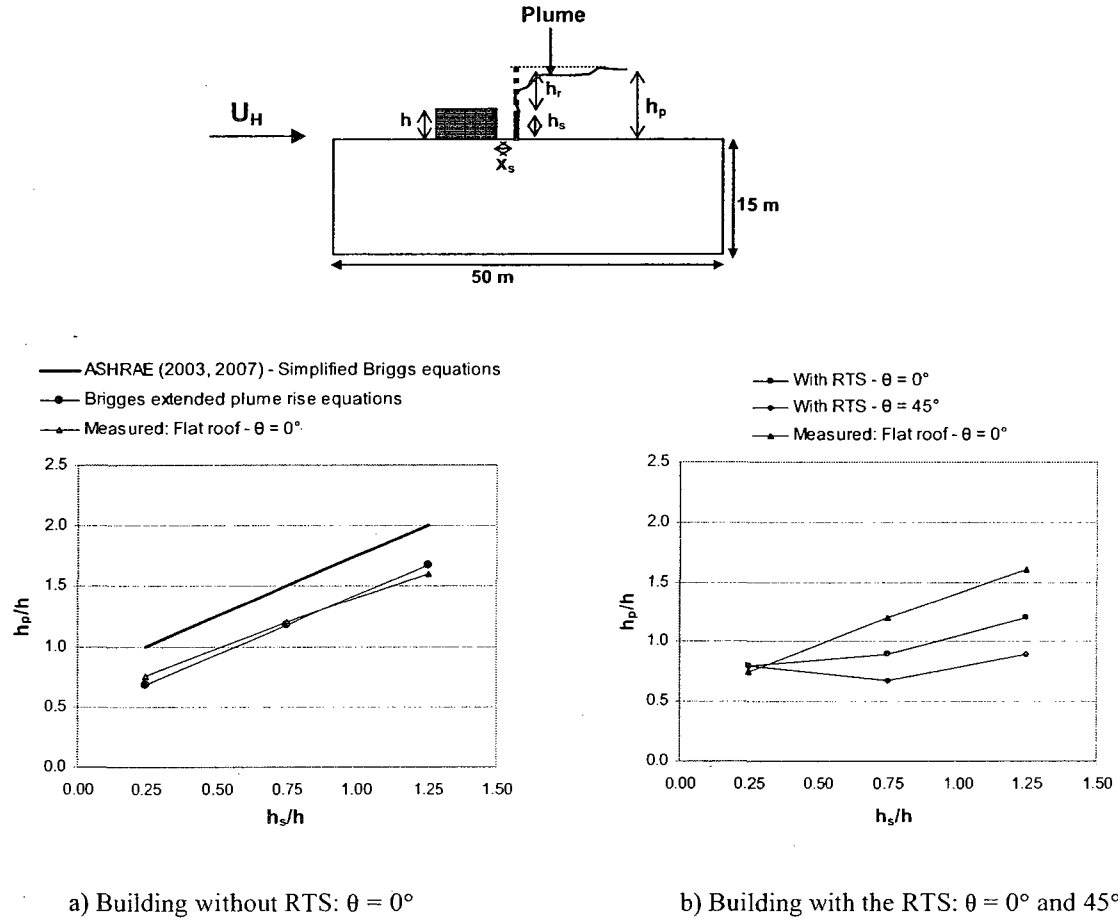 Plume
U_H
h
h_r
h_s
h_p
x_s
15 m
50 m
ASHRAE (2003, 2007) - Simplified Briggs equations
Brigges extended plume rise equations
Measured: Flat roof - θ = 0°
2.5
2.0
1.5
1.0
0.5
0.0
h_p/h
0.00 0.25 0.50 0.75 1.00 1.25 1.50
h_s/h
With RTS - θ = 0°
With RTS - θ = 45°
Measured: Flat roof - θ = 0°
2.5
2.0
1.5
1.0
0.5
0.0
h_p/h
0.00 0.25 0.50 0.75 1.00 1.25 1.50
h_s/h
a) Building without RTS: θ = 0°
b) Building with the RTS: θ = 0° and 45°